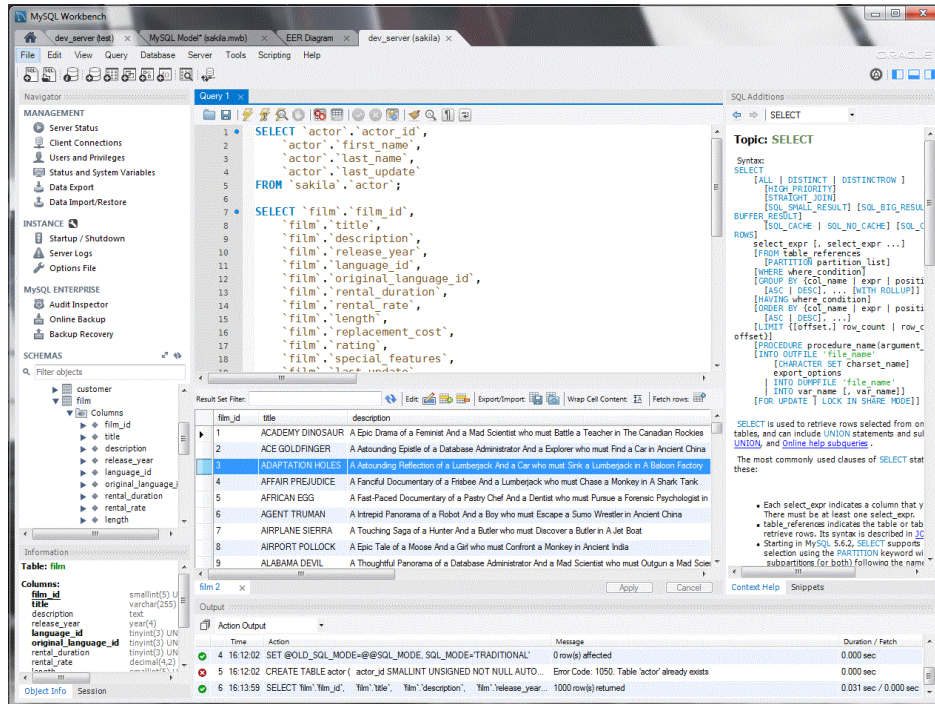 MySQL Workbench
dev_server (test) × MySQL Model* (sakila.mwb) × EER Diagram × dev_server (sakila) ×
File Edit View Query Database Server Tools Scripting Help
ORACLE
Navigator
MANAGEMENT
Server Status
Client Connections
Users and Privileges
Status and System Variables
Data Export
Data Import/Restore
INSTANCE
Startup / Shutdown
Server Logs
Options File
MySQL ENTERPRISE
Audit Inspector
Online Backup
Backup Recovery
SCHEMAS
Filter objects
customer
film
Columns
film_id
title
description
release_year
language_id
original_language_i
rental_duration
rental_rate
length
Information
Table: film
Columns:
film_id smallint(5) U
title varchar(255)
description text
release_year year(4)
language_id tinyint(3) UN
original_language_id tinyint(3) UN
rental_duration tinyint(3) UN
rental_rate decimal(4,2)
length smallint(5) U
Object Info Session
Query 1 ×
1 SELECT `actor`.`actor_id`,
2 `actor`.`first_name`,
3 `actor`.`last_name`,
4 `actor`.`last_update`
5 FROM `sakila`.`actor`;
6
7 SELECT `film`.`film_id`,
8 `film`.`title`,
9 `film`.`description`,
10 `film`.`release_year`,
11 `film`.`language_id`,
12 `film`.`original_language_id`,
13 `film`.`rental_duration`,
14 `film`.`rental_rate`,
15 `film`.`length`,
16 `film`.`replacement_cost`,
17 `film`.`rating`,
18 `film`.`special_features`,
19 `film`.`last_update`
Result Set Filter: Edit: Export/Import: Wrap Cell Content: Fetch rows:
film_id title description
1 ACADEMY DINOSAUR A Epic Drama of a Feminist And a Mad Scientist who must Battle a Teacher in The Canadian Rockies
2 ACE GOLDFINGER A Astounding Epistle of a Database Administrator And a Explorer who must Find a Car in Ancient China
3 ADAPTATION HOLES A Astounding Reflection of a Lumberjack And a Car who must Sink a Lumberjack in A Baloon Factory
4 AFFAIR PREJUDICE A Fanciful Documentary of a Frisbee And a Lumberjack who must Chase a Monkey in A Shark Tank
5 AFRICAN EGG A Fast-Paced Documentary of a Pastry Chef And a Dentist who must Pursue a Forensic Psychologist in
6 AGENT TRUMAN A Intrepid Panorama of a Robot And a Boy who must Escape a Sumo Wrestler in Ancient China
7 AIRPLANE SIERRA A Touching Saga of a Hunter And a Butler who must Discover a Butler in A Jet Boat
8 AIRPORT POLLOCK A Epic Tale of a Moose And a Girl who must Confront a Monkey in Ancient India
9 ALABAMA DEVIL A Thoughtful Panorama of a Database Administrator And a Mad Scientist who must Outgun a Mad Scien
film 2 × Apply Cancel
Output
Action Output
Time Action Message Duration / Fetch
4 16:12:02 SET @OLD_SQL_MODE=@@SQL_MODE, SQL_MODE='TRADITIONAL' 0 row(s) affected 0.000 sec
5 16:12:02 CREATE TABLE actor ( actor_id SMALLINT UNSIGNED NOT NULL AUTO... Error Code: 1050. Table 'actor' already exists 0.000 sec
6 16:13:59 SELECT `film`.`film_id`, `film`.`title`, `film`.`description`, `film`.`release_year... 1000 row(s) returned 0.031 sec / 0.000 sec
SQL Additions
SELECT
Topic: SELECT
Syntax:
SELECT
[ALL | DISTINCT | DISTINCTROW ]
[HIGH_PRIORITY]
[STRAIGHT_JOIN]
[SQL_SMALL_RESULT] [SQL_BIG_RESUL
BUFFER_RESULT]
[SQL_CACHE | SQL_NO_CACHE] [SQL_C
ROWS]
select_expr [, select_expr ...]
[FROM table_references
[PARTITION partition_list]
[WHERE where_condition]
[GROUP BY {col_name | expr | positi
[ASC | DESC], ... [WITH ROLLUP]]
[HAVING where_condition]
[ORDER BY {col_name | expr | positi
[ASC | DESC], ...]
[LIMIT {[offset,] row_count | row_c
offset}]
[PROCEDURE procedure_name(argument_
[INTO OUTFILE 'file_name'
[CHARACTER SET charset_name]
export_options
| INTO DUMPFILE 'file_name'
| INTO var_name [, var_name]]
[FOR UPDATE | LOCK IN SHARE MODE]]
SELECT is used to retrieve rows selected from on
tables, and can include UNION statements and sul
UNION, and Online help subqueries .
The most commonly used clauses of SELECT stat
these:
• Each select_expr indicates a column that y
There must be at least one select_expr.
• table_references indicates the table or tab
retrieve rows. Its syntax is described in JO
• Starting in MySQL 5.6.2, SELECT supports
selection using the PARTITION keyword wi
subpartitions (or both) following the name
Context Help Snippets